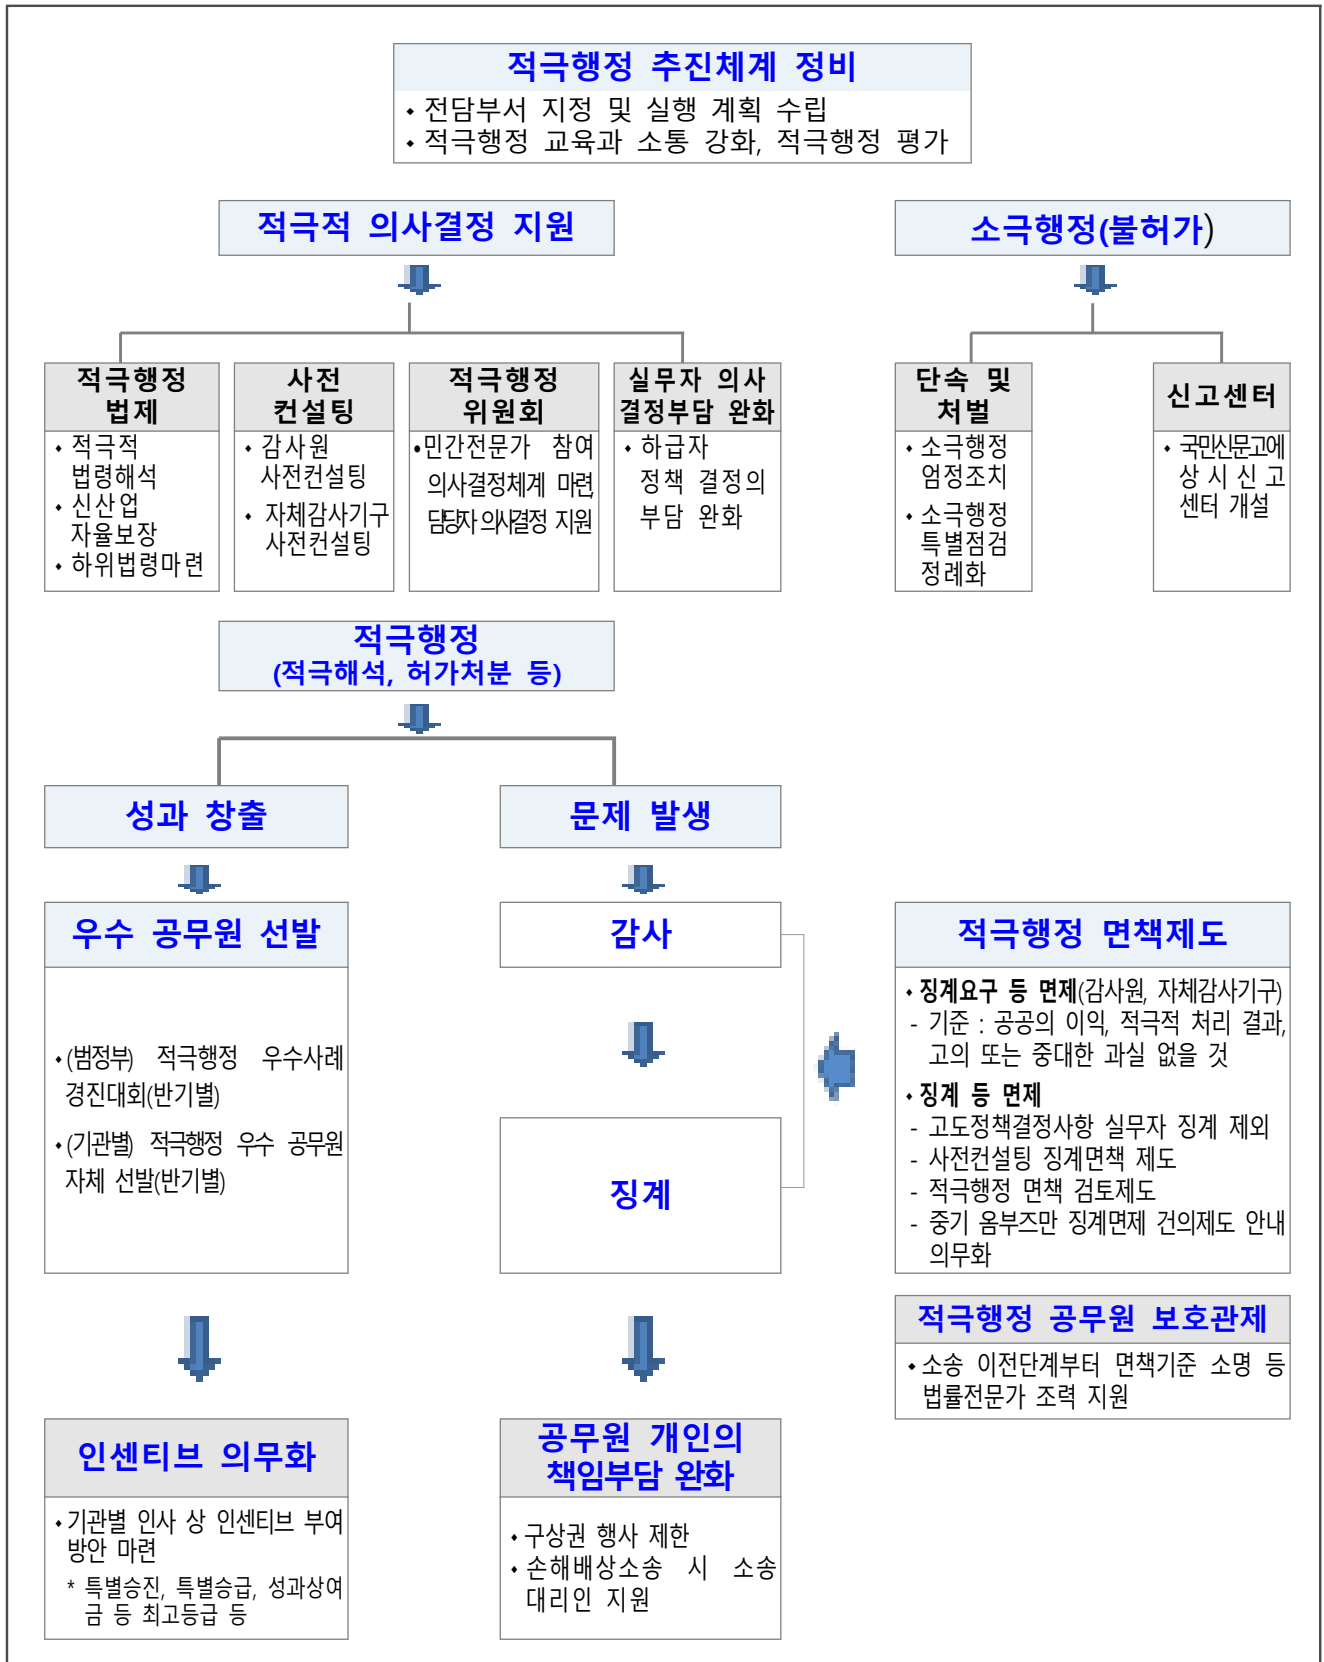 적극행정 추진체계 정비
⬩ 전담부서 지정 및 실행 계획 수립
⬩ 적극행정 교육과 소통 강화, 적극행정 평가
적극적 의사결정 지원
소극행정(불허가)
적극행정
법제
⬩ 적극적
법령해석
⬩ 신산업
자율보장
⬩ 하위법령마련
사전
컨설팅
⬩ 감사원
사전컨설팅
⬩ 자체감사기구
사전컨설팅
적극행정
위원회
•민간전문가 참여
의사결정체계 마련,
담당자 의사결정 지원
실무자 의사
결정부담 완화
⬩ 하급자
정책 결정의
부담 완화
단속 및
처벌
⬩ 소극행정
엄정조치
⬩ 소극행정
특별점검
정례화
신고센터
⬩ 국민신문고에
상시신고
센터 개설
적극행정
(적극해석, 허가처분 등)
성과 창출
문제 발생
우수 공무원 선발
⬩ (범정부) 적극행정 우수사례
경진대회(반기별)
⬩ (기관별) 적극행정 우수 공무원
자체 선발(반기별)
감사
징계
적극행정 면책제도
⬩ 징계요구 등 면제(감사원, 자체감사기구)
- 기준 : 공공의 이익, 적극적 처리 결과,
고의 또는 중대한 과실 없을 것
⬩ 징계 등 면제
- 고도정책결정사항 실무자 징계 제외
- 사전컨설팅 징계면책 제도
- 적극행정 면책 검토제도
- 중기 옴부즈만 징계면제 건의제도 안내
의무화
적극행정 공무원 보호관제
⬩ 소송 이전단계부터 면책기준 소명 등
법률전문가 조력 지원
인센티브 의무화
⬩ 기관별 인사 상 인센티브 부여
방안 마련
* 특별승진, 특별승급, 성과상여
금 등 최고등급 등
공무원 개인의
책임부담 완화
⬩ 구상권 행사 제한
⬩ 손해배상소송 시 소송
대리인 지원